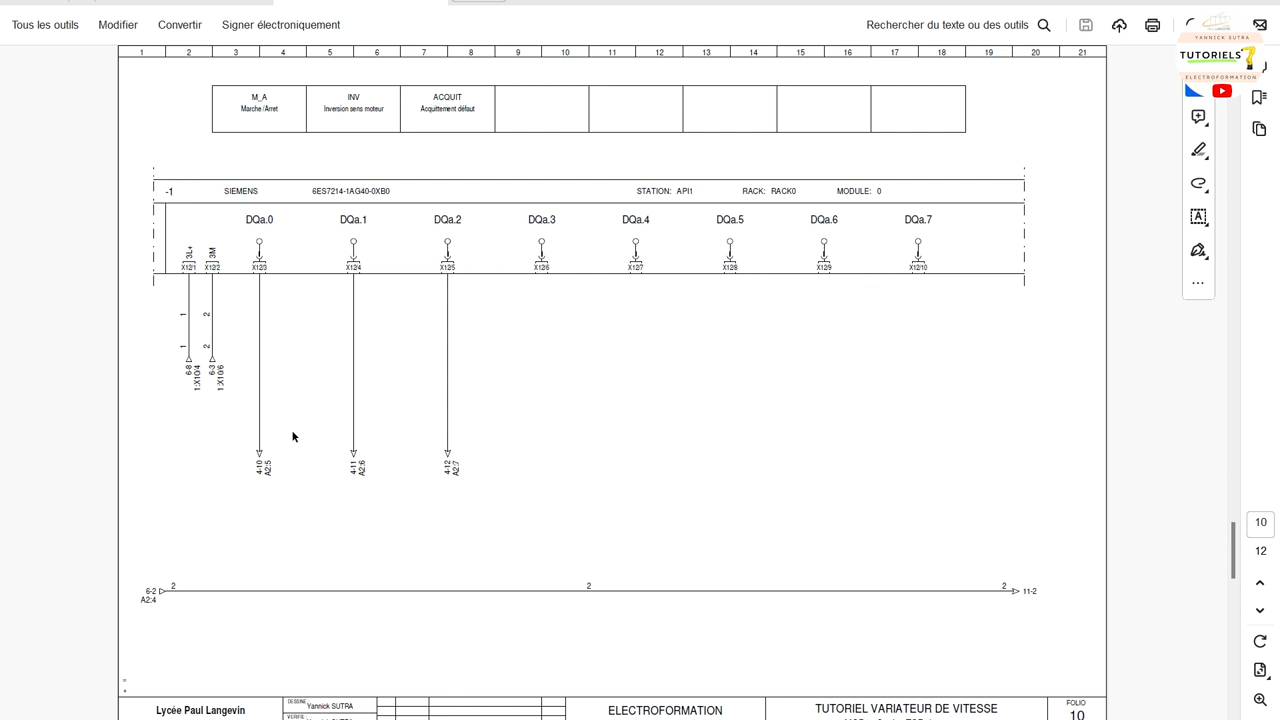 Tous les outils Modifier Convertir Signer électroniquement Rechercher du texte ou des outils
YANNICK SUTRA
TUTORIELS
ELECTROFORMATION
1 2 3 4 5 6 7 8 9 10 11 12 13 14 15 16 17 18 19 20 21
M_A INV ACQUIT
Marche /Arret Inversion sens moteur Acquittement défaut
-1 SIEMENS 6ES7214-1AG40-0XB0 STATION: API1 RACK: RACK0 MODULE: 0
DQa.0 DQa.1 DQa.2 DQa.3 DQa.4 DQa.5 DQa.6 DQa.7
3L+ 3M
X12/1 X12/2 X12/3 X12/4 X12/5 X12/6 X12/7 X12/8 X12/9 X12/10
1 2
1 2
6-8 6-3
1:X10/4 1:X10/6
4-10 4-11 4-12
A2:5 A2:6 A2:7
2 2 2
6-2 11-2
A2:4
=
+
Lycée Paul Langevin DESSINE: Yannick SUTRA ELECTROFORMATION TUTORIEL VARIATEUR DE VITESSE FOLIO
VERIFIE 10
10
12
...